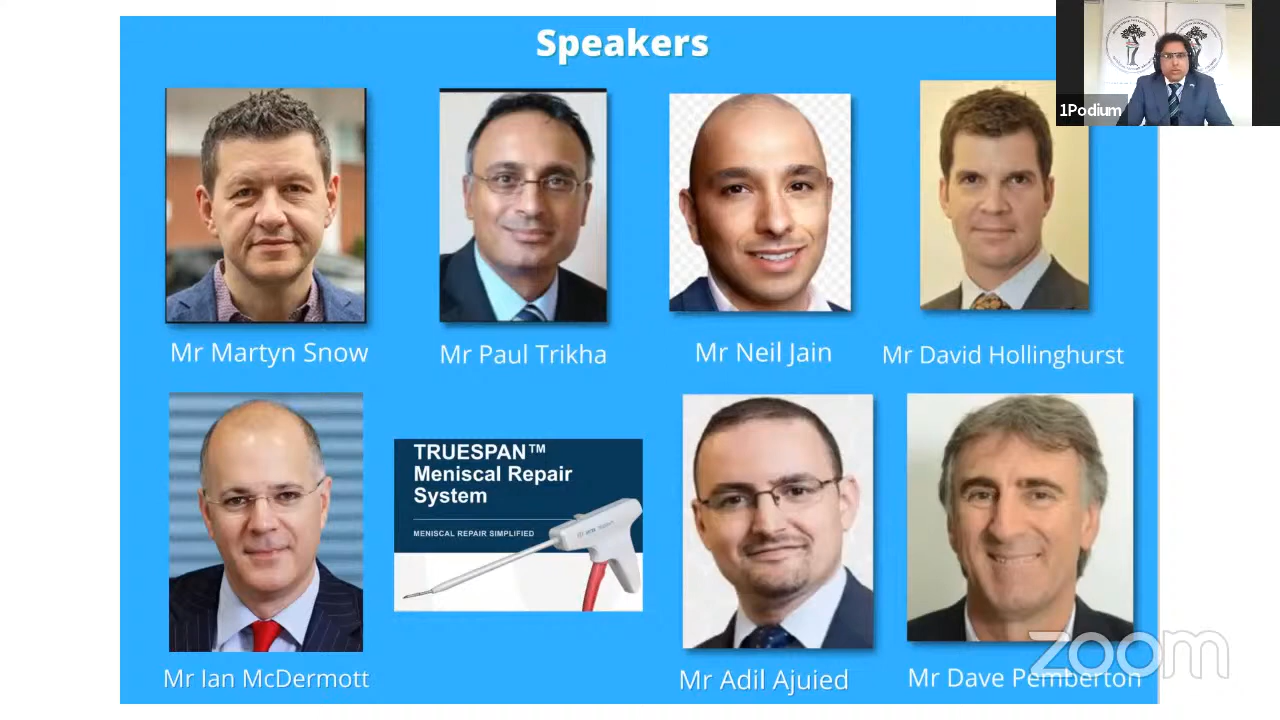 Speakers
1Podium
Mr Martyn Snow
Mr Paul Trikha
Mr Neil Jain
Mr David Hollinghurst
TRUESPAN™
Meniscal Repair
System
MENISCAL REPAIR SIMPLIFIED
Mr Ian McDermott
Mr Adil Ajuied
Mr Dave Pemberton
zoom